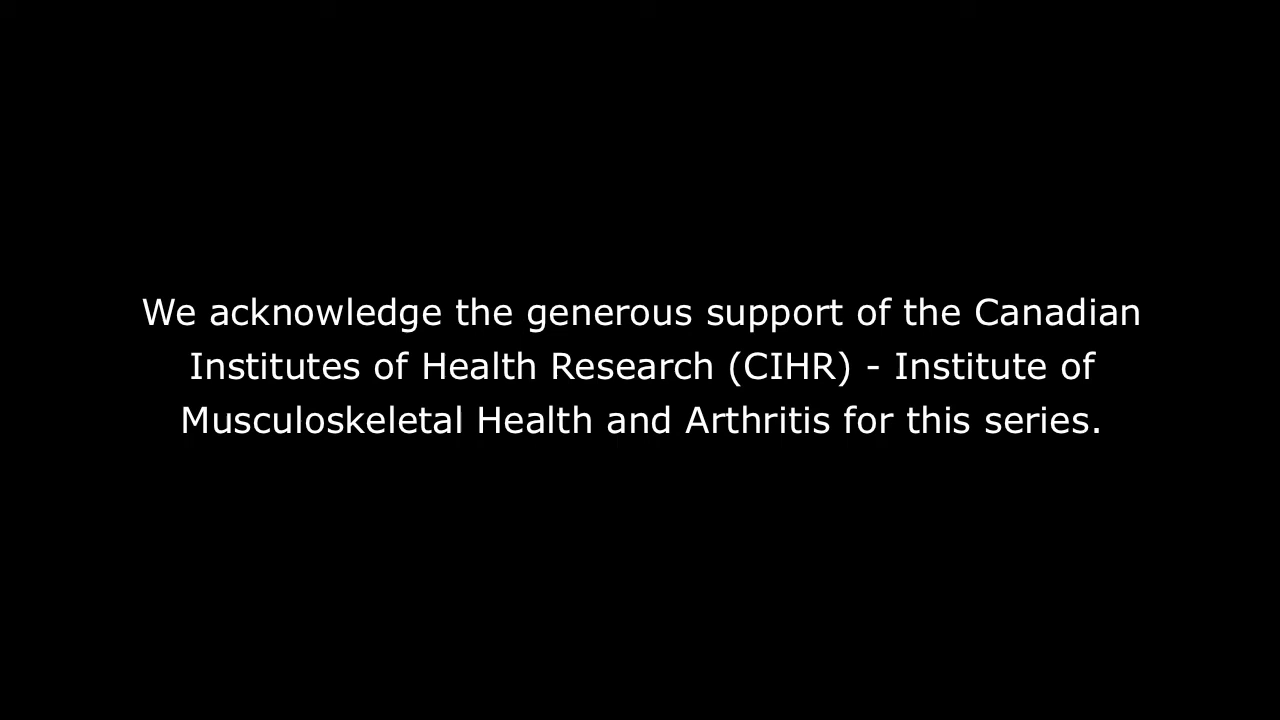 We acknowledge the generous support of the Canadian
Institutes of Health Research (CIHR) - Institute of
Musculoskeletal Health and Arthritis for this series.